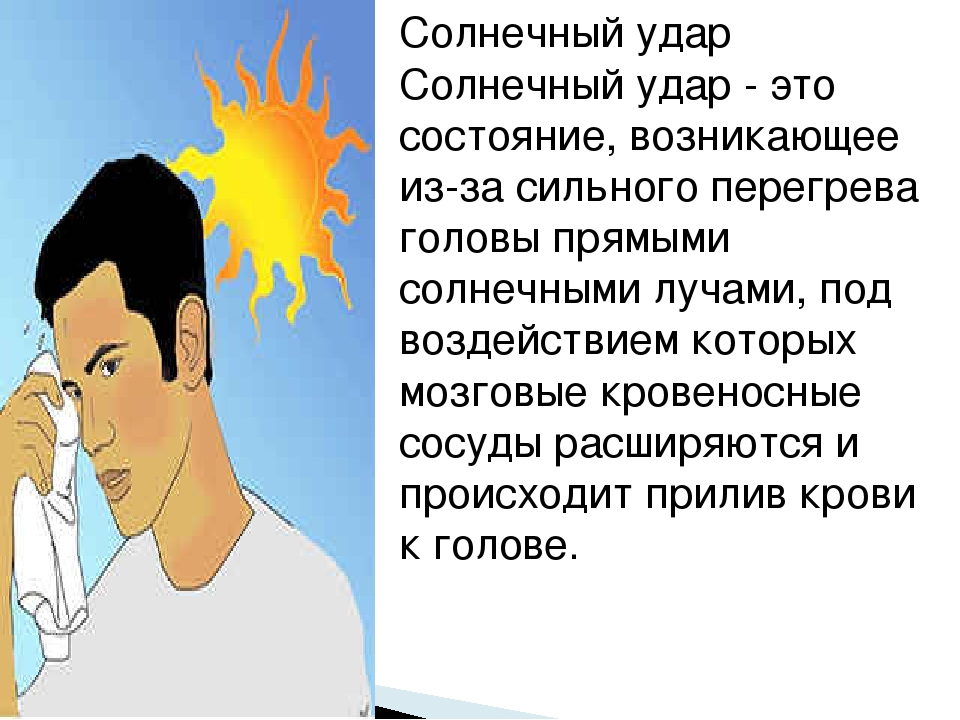 Солнечный удар
Солнечный удар - это
состояние, возникающее
из-за сильного перегрева
головы прямыми
солнечными лучами, под
воздействием которых
мозговые кровеносные
сосуды расширяются и
происходит прилив крови
к голове.